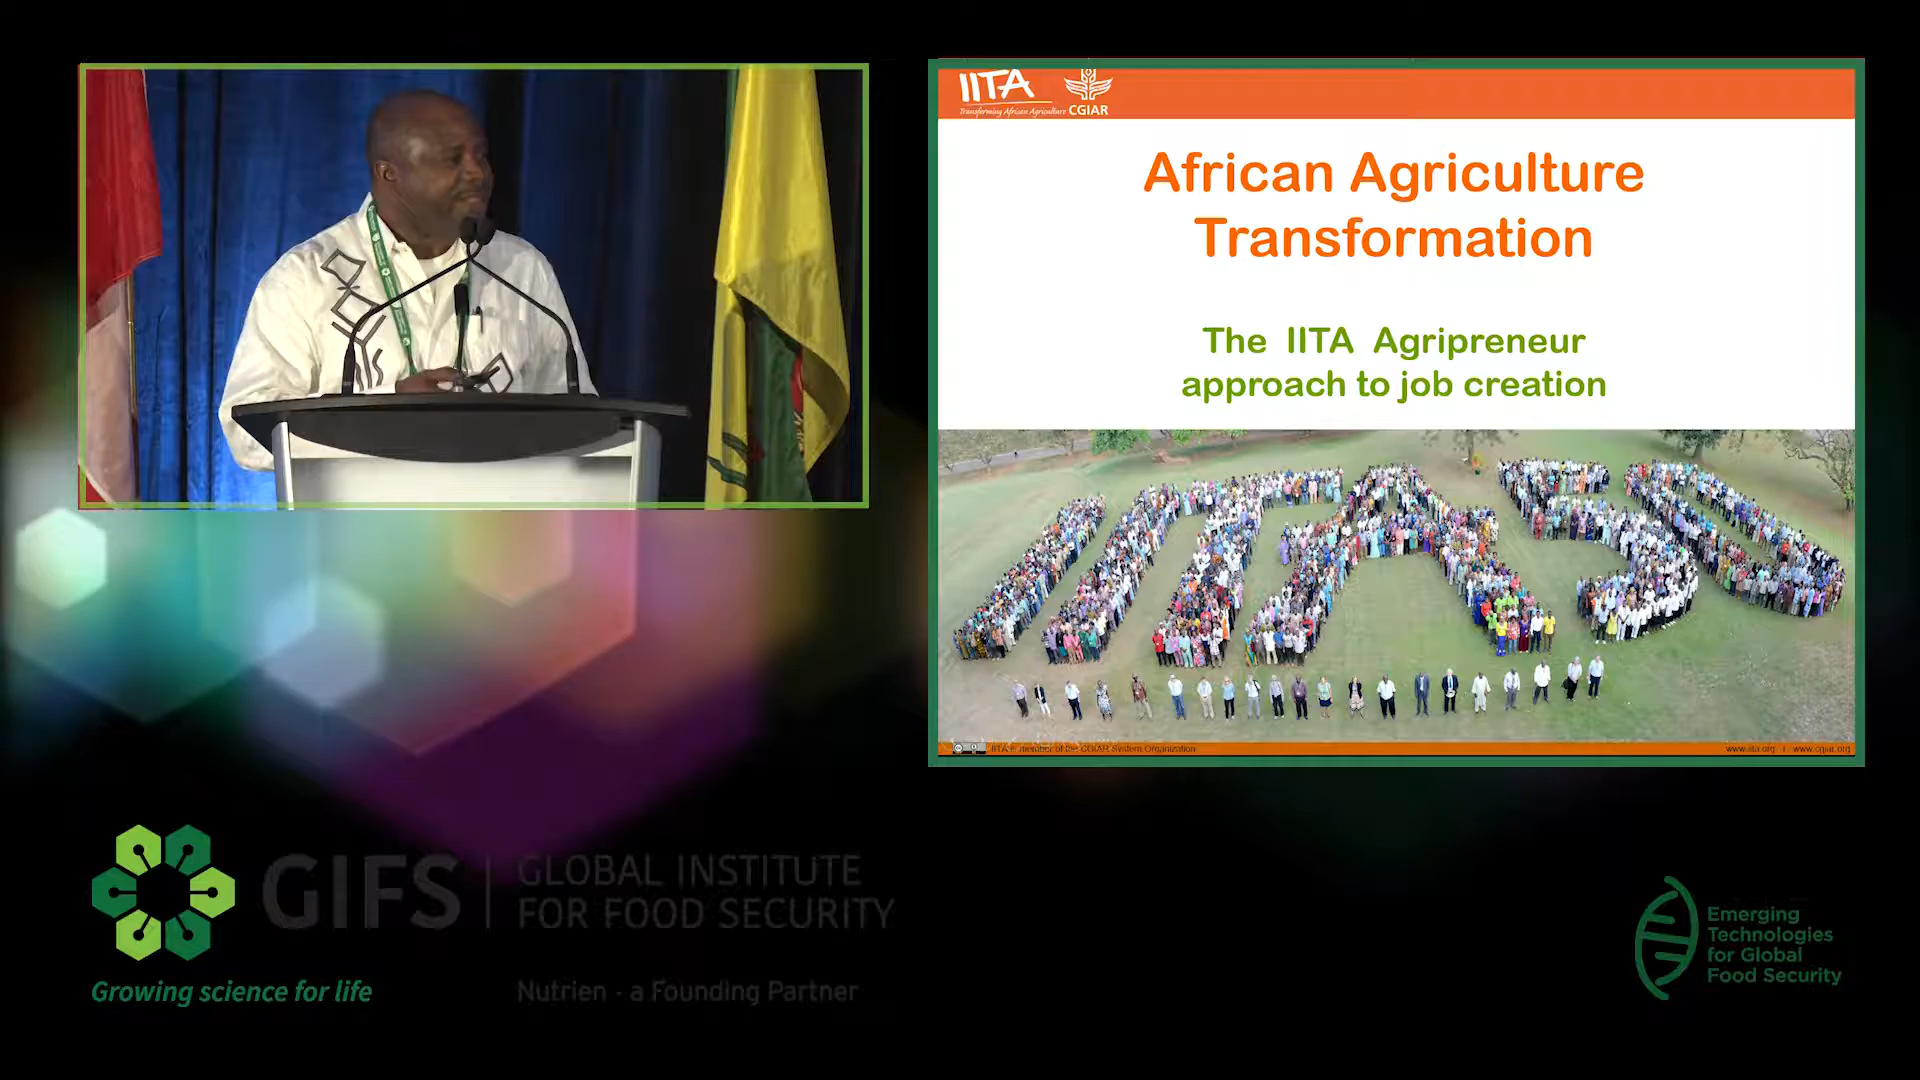 IITA
Transforming African Agriculture
CGIAR
African Agriculture
Transformation
The IITA Agripreneur
approach to job creation
IITA 50
IITA is member of the CGIAR System Organization
www.iita.org | www.cgiar.org
GIFS
GLOBAL INSTITUTE
FOR FOOD SECURITY
Growing science for life
Nutrien - a Founding Partner
Emerging
Technologies
for Global
Food Security